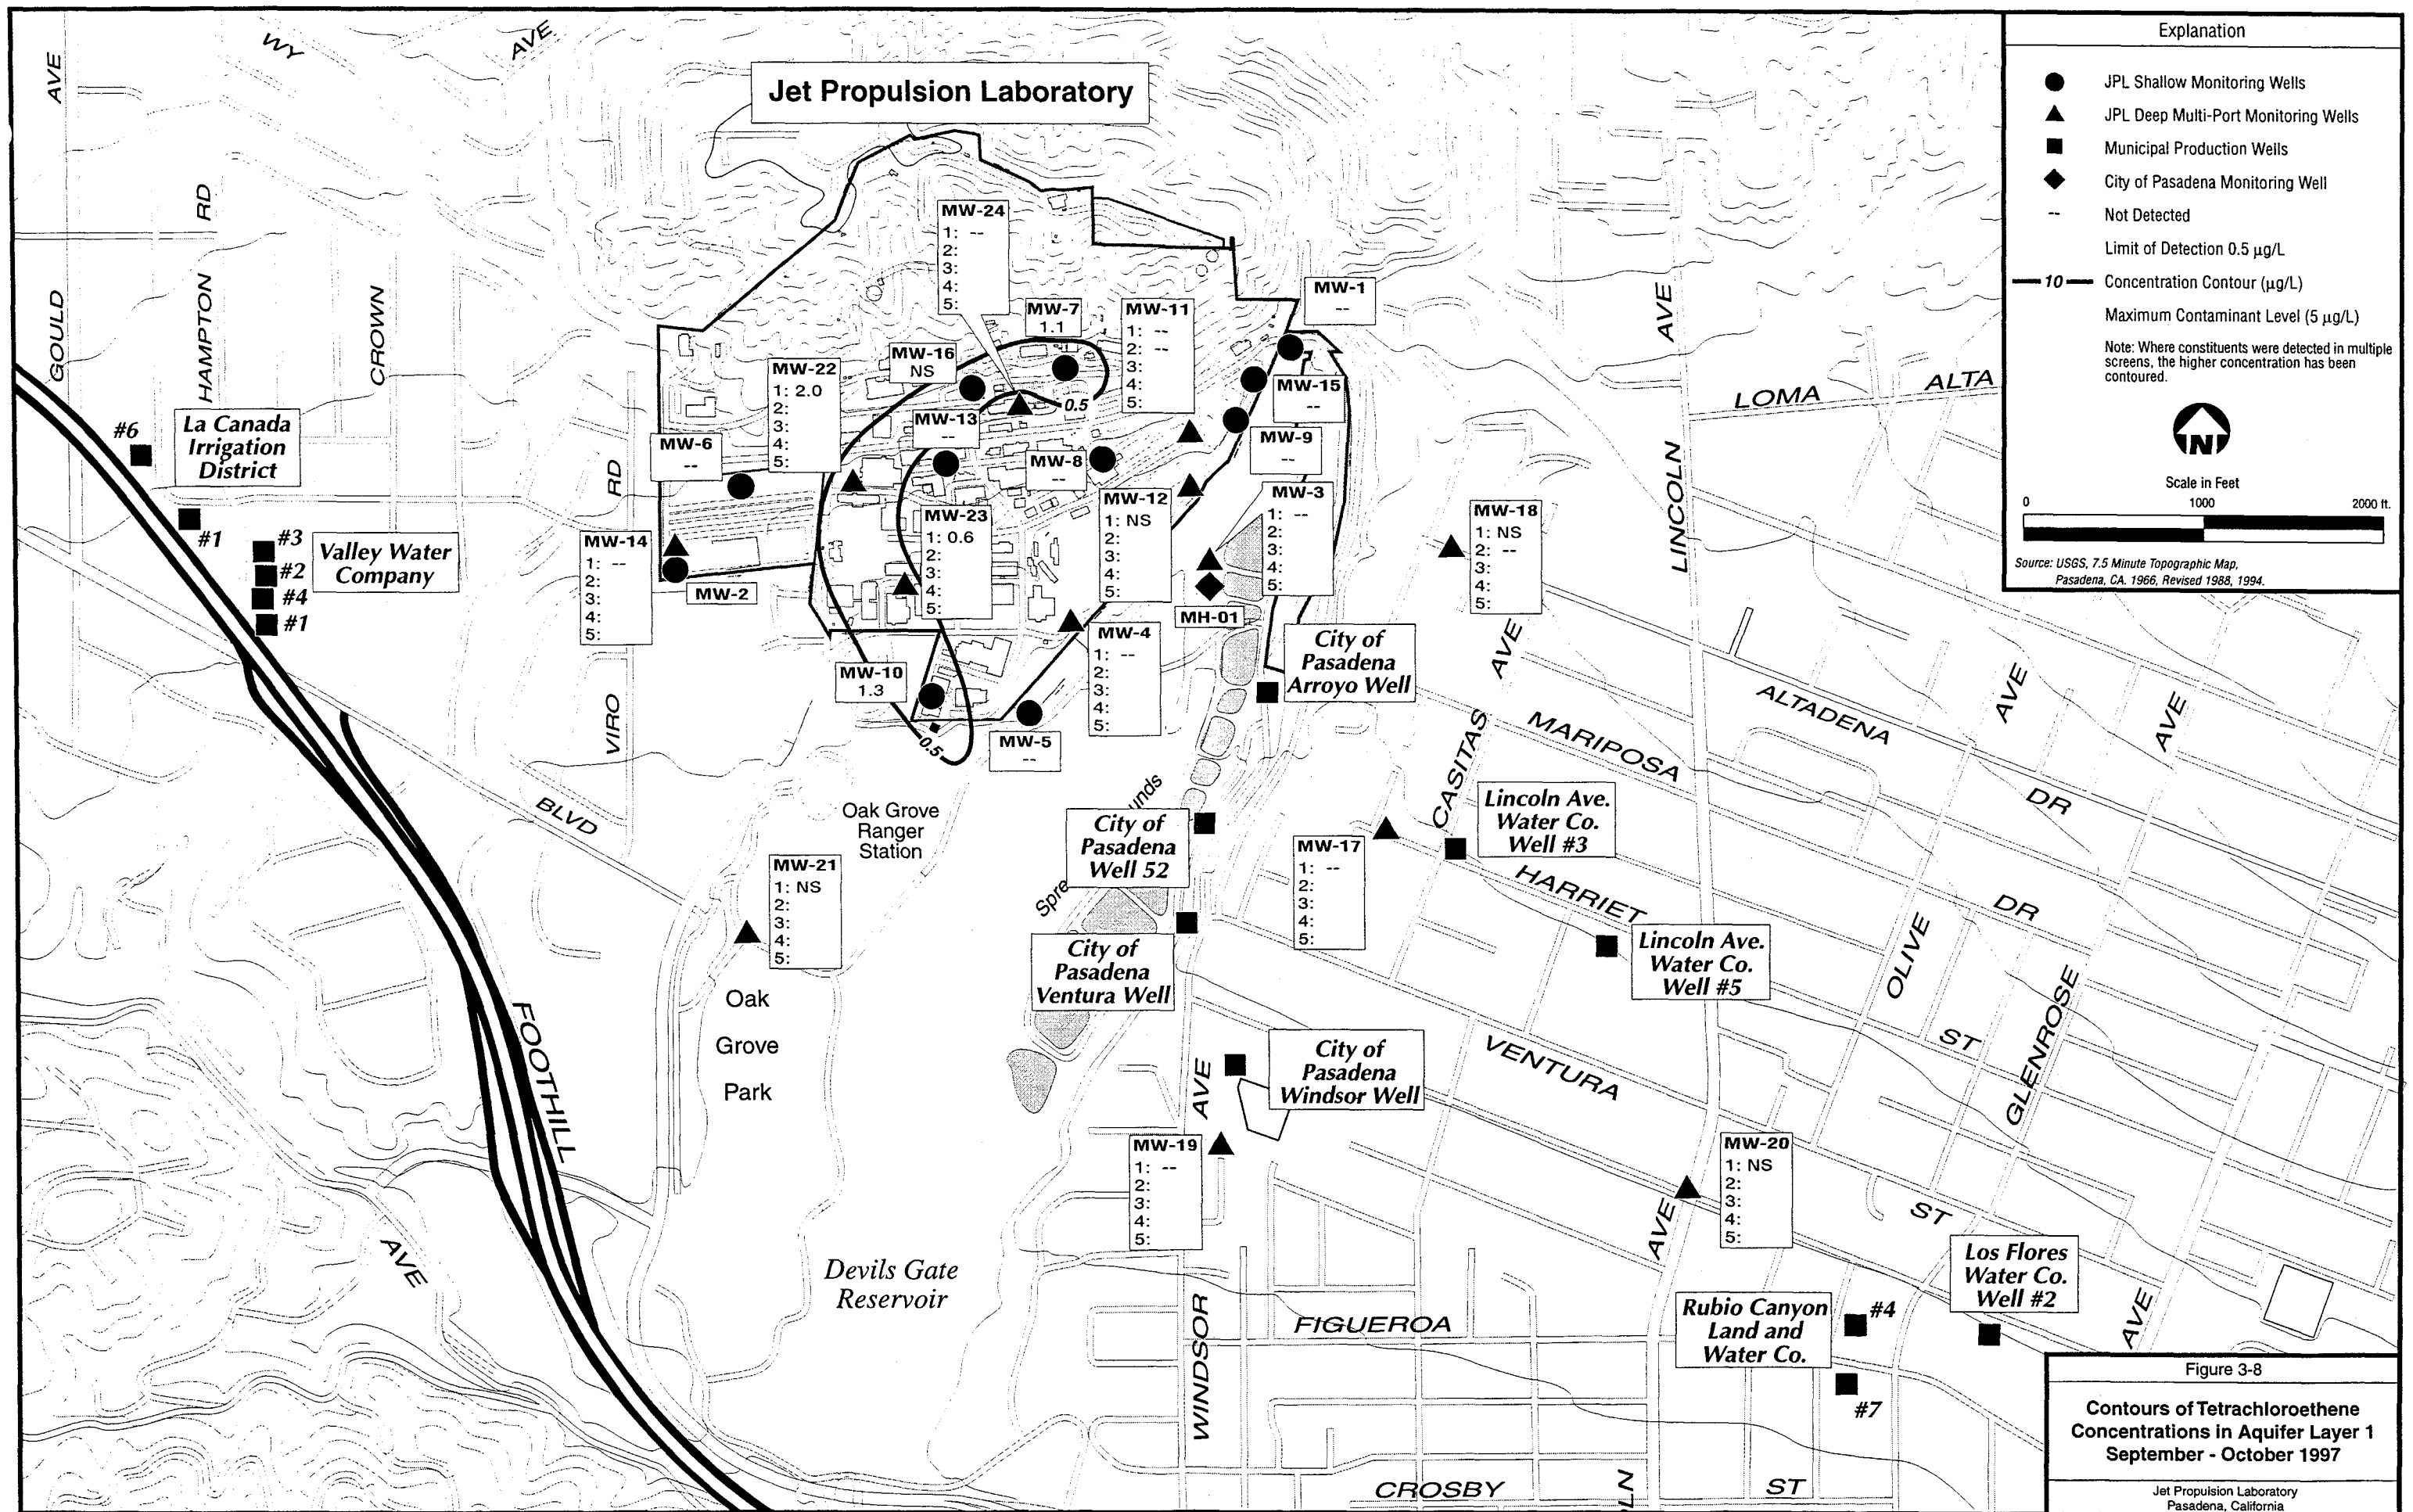 Explanation
JPL Shallow Monitoring Wells
JPL Deep Multi-Port Monitoring Wells
Municipal Production Wells
City of Pasadena Monitoring Well
-- Not Detected
Limit of Detection 0.5 µg/L
10 Concentration Contour (µg/L)
Maximum Contaminant Level (5 µg/L)
Note: Where constituents were detected in multiple
screens, the higher concentration has been
contoured.
N
Scale in Feet
0 1000 2000 ft.
Source: USGS, 7.5 Minute Topographic Map,
Pasadena, CA. 1966, Revised 1988, 1994.
Jet Propulsion Laboratory
AVE
WY
AVE
GOULD
HAMPTON
RD
CROWN
RD
VIRO
BLVD
FOOTHILL
AVE
#6
La Canada
Irrigation
District
#1
#3
#2
#4
#1
Valley Water
Company
MW-24
1: --
2:
3:
4:
5:
MW-7
1.1
MW-11
1: --
2: --
3:
4:
5:
MW-1
--
MW-16
NS
MW-22
1: 2.0
2:
3:
4:
5:
MW-15
--
0.5
MW-13
--
MW-6
--
MW-8
--
MW-9
--
MW-12
1: NS
2:
3:
4:
5:
MW-3
1: --
2:
3:
4:
5:
MW-23
1: 0.6
2:
3:
4:
5:
MW-14
1: --
2:
3:
4:
5:
MW-2
MH-01
MW-18
1: NS
2: --
3:
4:
5:
MW-4
1: --
2:
3:
4:
5:
MW-10
1.3
0.5
MW-5
--
City of
Pasadena
Arroyo Well
AVE
LINCOLN
LOMA
ALTA
AVE
CASITAS
MARIPOSA
ALTADENA
DR
AVE
AVE
Oak Grove
Ranger
Station
City of
Pasadena
Well 52
Lincoln Ave.
Water Co.
Well #3
MW-17
1: --
2:
3:
4:
5:
HARRIET
DR
MW-21
1: NS
2:
3:
4:
5:
City of
Pasadena
Ventura Well
Lincoln Ave.
Water Co.
Well #5
OLIVE
ST
GLENROSE
Oak
Grove
Park
City of
Pasadena
Windsor Well
AVE
VENTURA
MW-19
1: --
2:
3:
4:
5:
MW-20
1: NS
2:
3:
4:
5:
AVE
ST
Devils Gate
Reservoir
WINDSOR
FIGUEROA
Rubio Canyon
Land and
Water Co.
#4
#7
Los Flores
Water Co.
Well #2
AVE
CROSBY
LN
ST
Figure 3-8
Contours of Tetrachloroethene
Concentrations in Aquifer Layer 1
September - October 1997
Jet Propulsion Laboratory
Pasadena, California